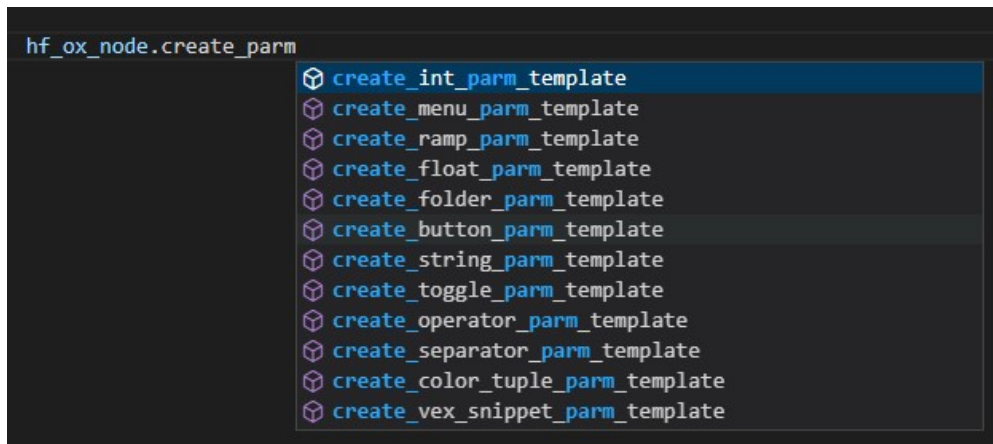 hf_ox_node.create_parm
create_int_parm_template
create_menu_parm_template
create_ramp_parm_template
create_float_parm_template
create_folder_parm_template
create_button_parm_template
create_string_parm_template
create_toggle_parm_template
create_operator_parm_template
create_separator_parm_template
create_color_tuple_parm_template
create_vex_snippet_parm_template